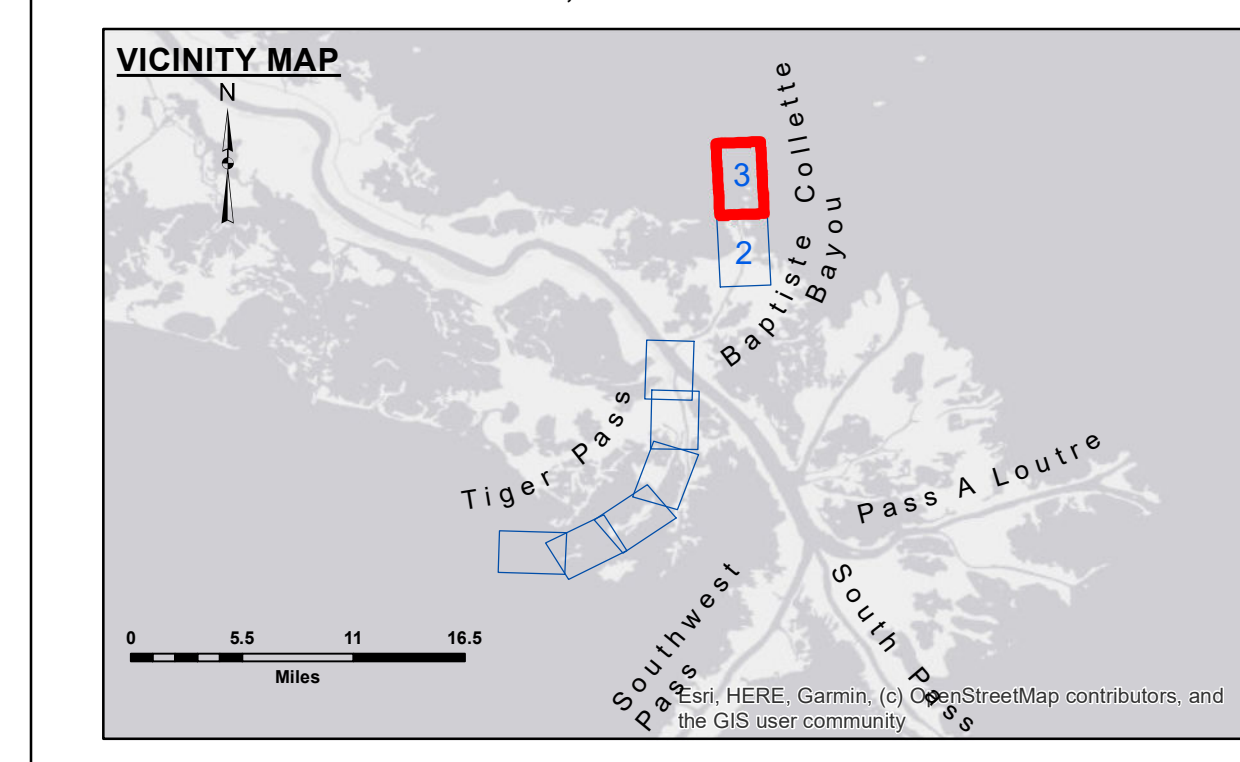 VICINITY MAP
N
3
2
Baptiste Collette
Bayou
Tiger Pass
Pass A Loutre
Southwest
Pass
South Pass
0 5.5 11 16.5
Miles
Esri, HERE, Garmin, (c) OpenStreetMap contributors, and
the GIS user community